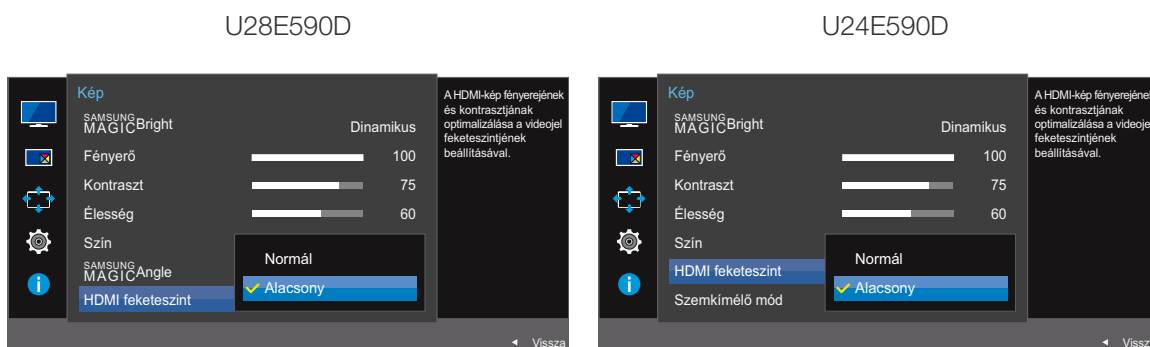 U28E590D
Kép
SAMSUNG MAGICBright Dinamikus
Fényerő 100
Kontraszt 75
Élesség 60
Szín
SAMSUNG MAGICAngle
HDMI feketeszint
Normál
Alacsony
A HDMI-kép fényerejének
és kontrasztjának
optimalizálása a videojel
feketeszintjének
beállításával.
Vissza
U24E590D
Kép
SAMSUNG MAGICBright Dinamikus
Fényerő 100
Kontraszt 75
Élesség 60
Szín
HDMI feketeszint
Szemkímélő mód
Normál
Alacsony
A HDMI-kép fényerejének
és kontrasztjának
optimalizálása a videojel
feketeszintjének
beállításával.
Vissza